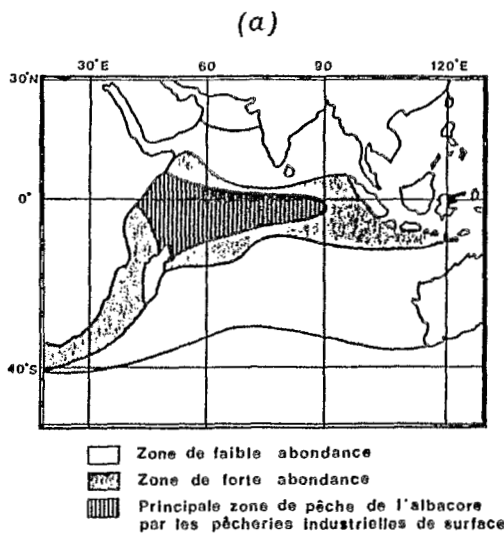 (a)
30°E 60 90 120°E
30°N
0°
40°S
Zone de faible abondance
Zone de forte abondance
Principale zone de pêche de l'albacore
par les pêcheries industrielles de surface